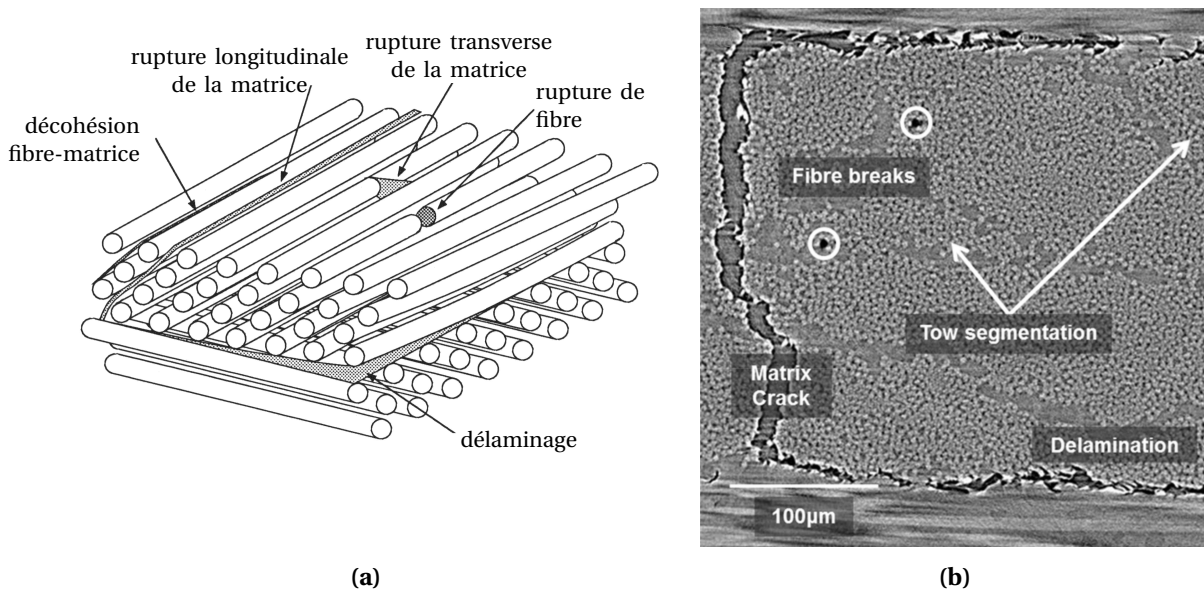 rupture longitudinale
de la matrice
rupture transverse
de la matrice
rupture de
fibre
décohésion
fibre-matrice
délaminage
(a)
Fibre breaks
Tow segmentation
Matrix
Crack
Delamination
100µm
(b)